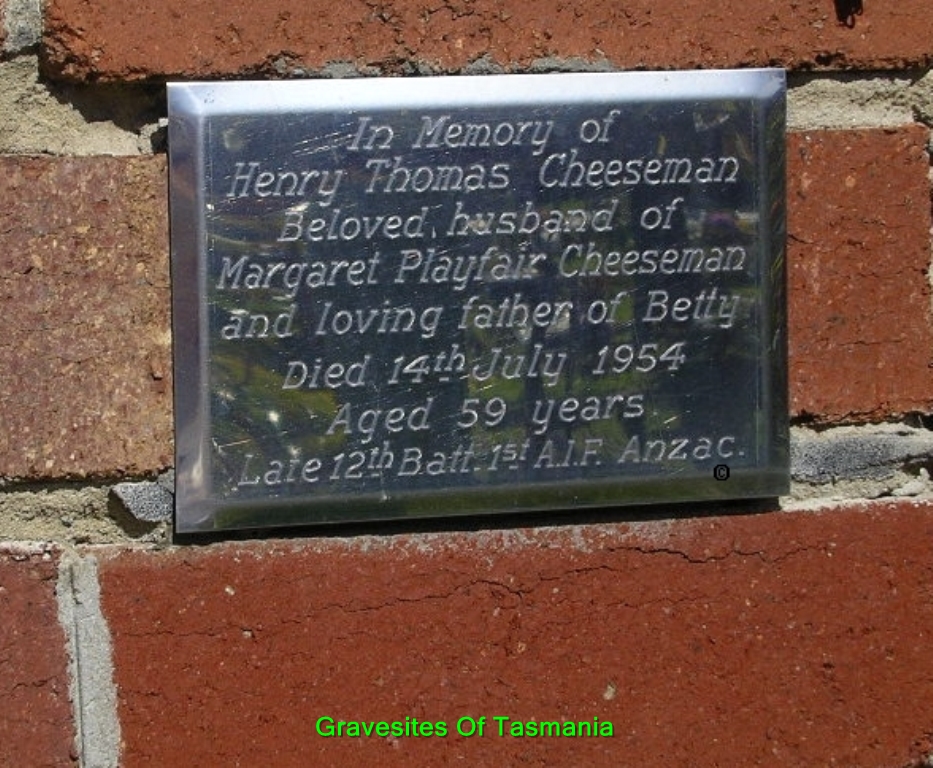 In Memory of
Henry Thomas Cheeseman
Beloved husband of
Margaret Playfair Cheeseman
and loving father of Betty
Died 14th July 1954
Aged 59 years
Late 12th Batt. 1st A.I.F. Anzac.
©
Gravesites Of Tasmania